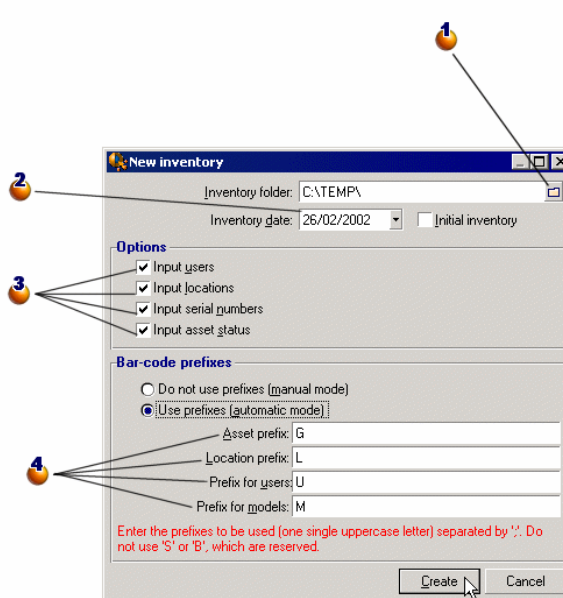 1
New inventory
2
Inventory folder: C:\TEMP\
Inventory date: 26/02/2002 Initial inventory
Options
Input users
3
Input locations
Input serial numbers
Input asset status
Bar-code prefixes
Do not use prefixes (manual mode)
Use prefixes (automatic mode)
Asset prefix: G
4
Location prefix: L
Prefix for users: U
Prefix for models: M
Enter the prefixes to be used (one single uppercase letter) separated by ';'. Do
not use 'S' or 'B', which are reserved.
Create Cancel